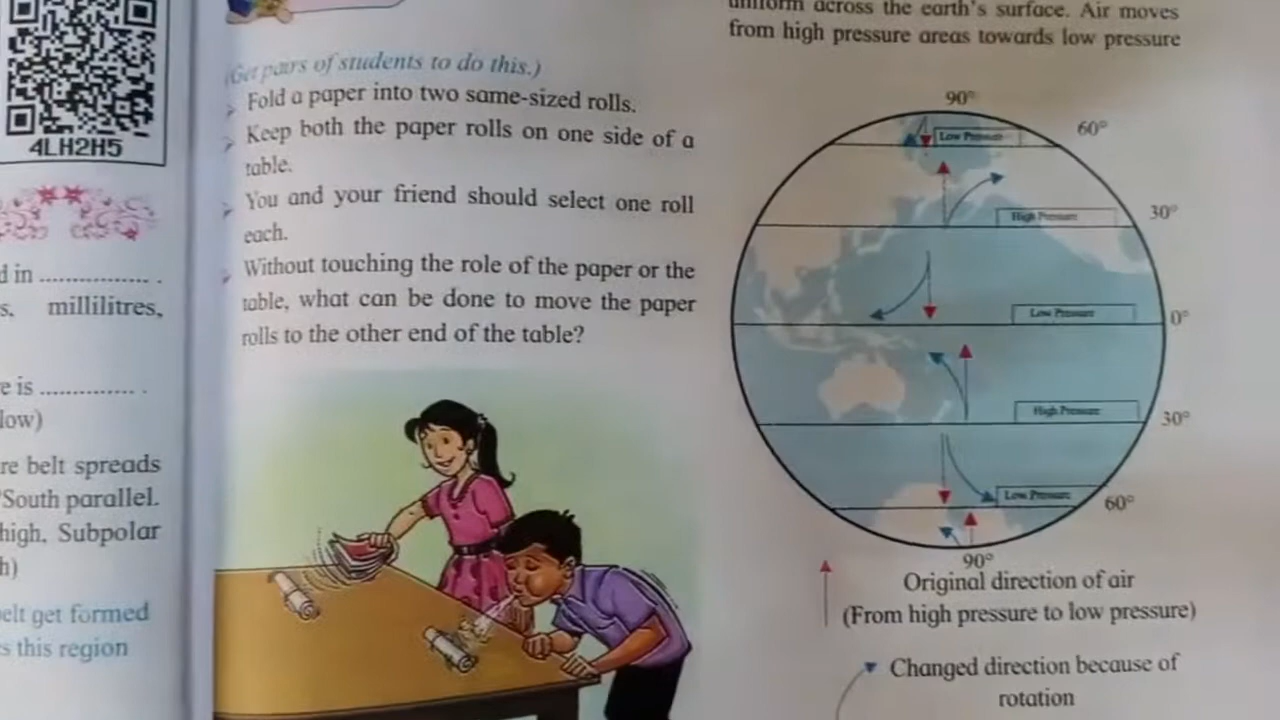 4LH2H5
d in ............... .
s, millilitres,
e is ............... .
low)
re belt spreads
°South parallel.
high, Subpolar
h)
elt get formed
s this region
(Get pairs of students to do this.)
Fold a paper into two same-sized rolls.
Keep both the paper rolls on one side of a
table.
You and your friend should select one roll
each.
Without touching the role of the paper or the
table, what can be done to move the paper
rolls to the other end of the table?
uniform across the earth's surface. Air moves
from high pressure areas towards low pressure
90°
60°
Low Pressure
30°
High Pressure
0°
Low Pressure
High Pressure
30°
Low Pressure
60°
90°
Original direction of air
(From high pressure to low pressure)
Changed direction because of
rotation